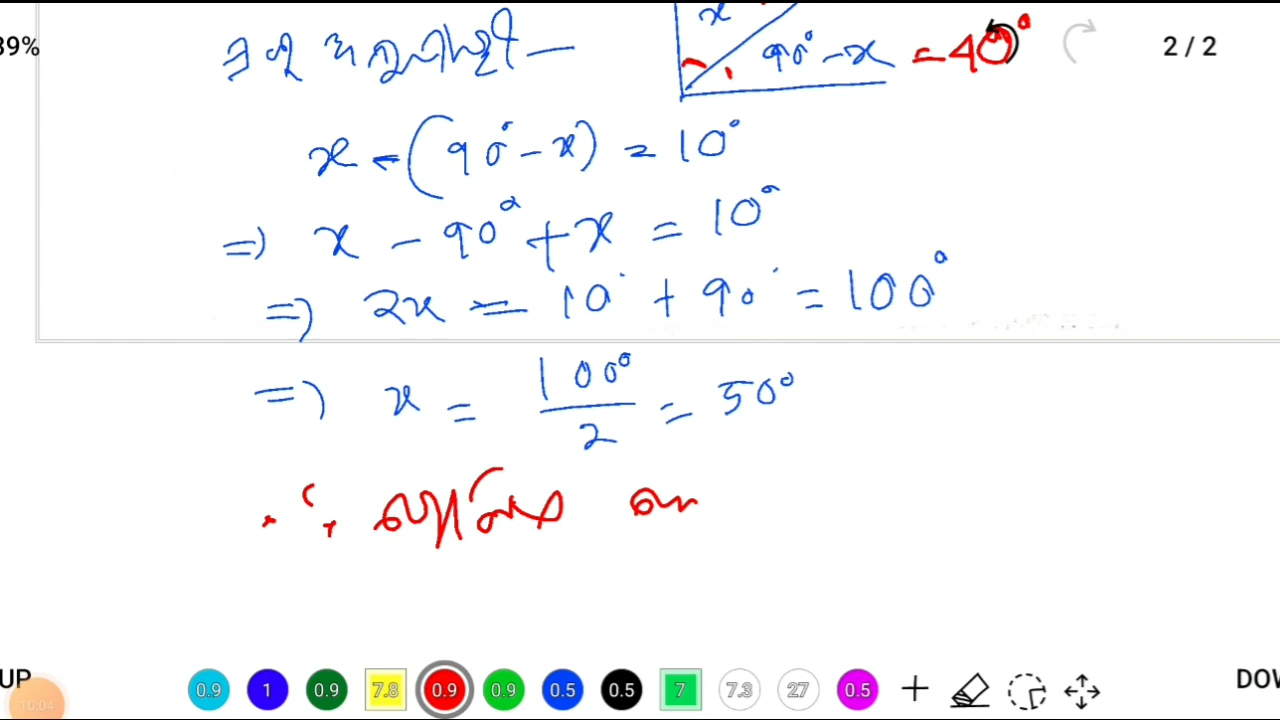 39%
x
90° - x = 40°
2 / 2
x - (90° - x) = 10°
=) x - 90° + x = 10°
=) 2x = 10° + 90° = 100°
=) x = 100° / 2 = 50°
∴
UP
10:04
0.9 1 0.9 7.8 0.9 0.9 0.5 0.5 7 7.3 27 0.5
DOW